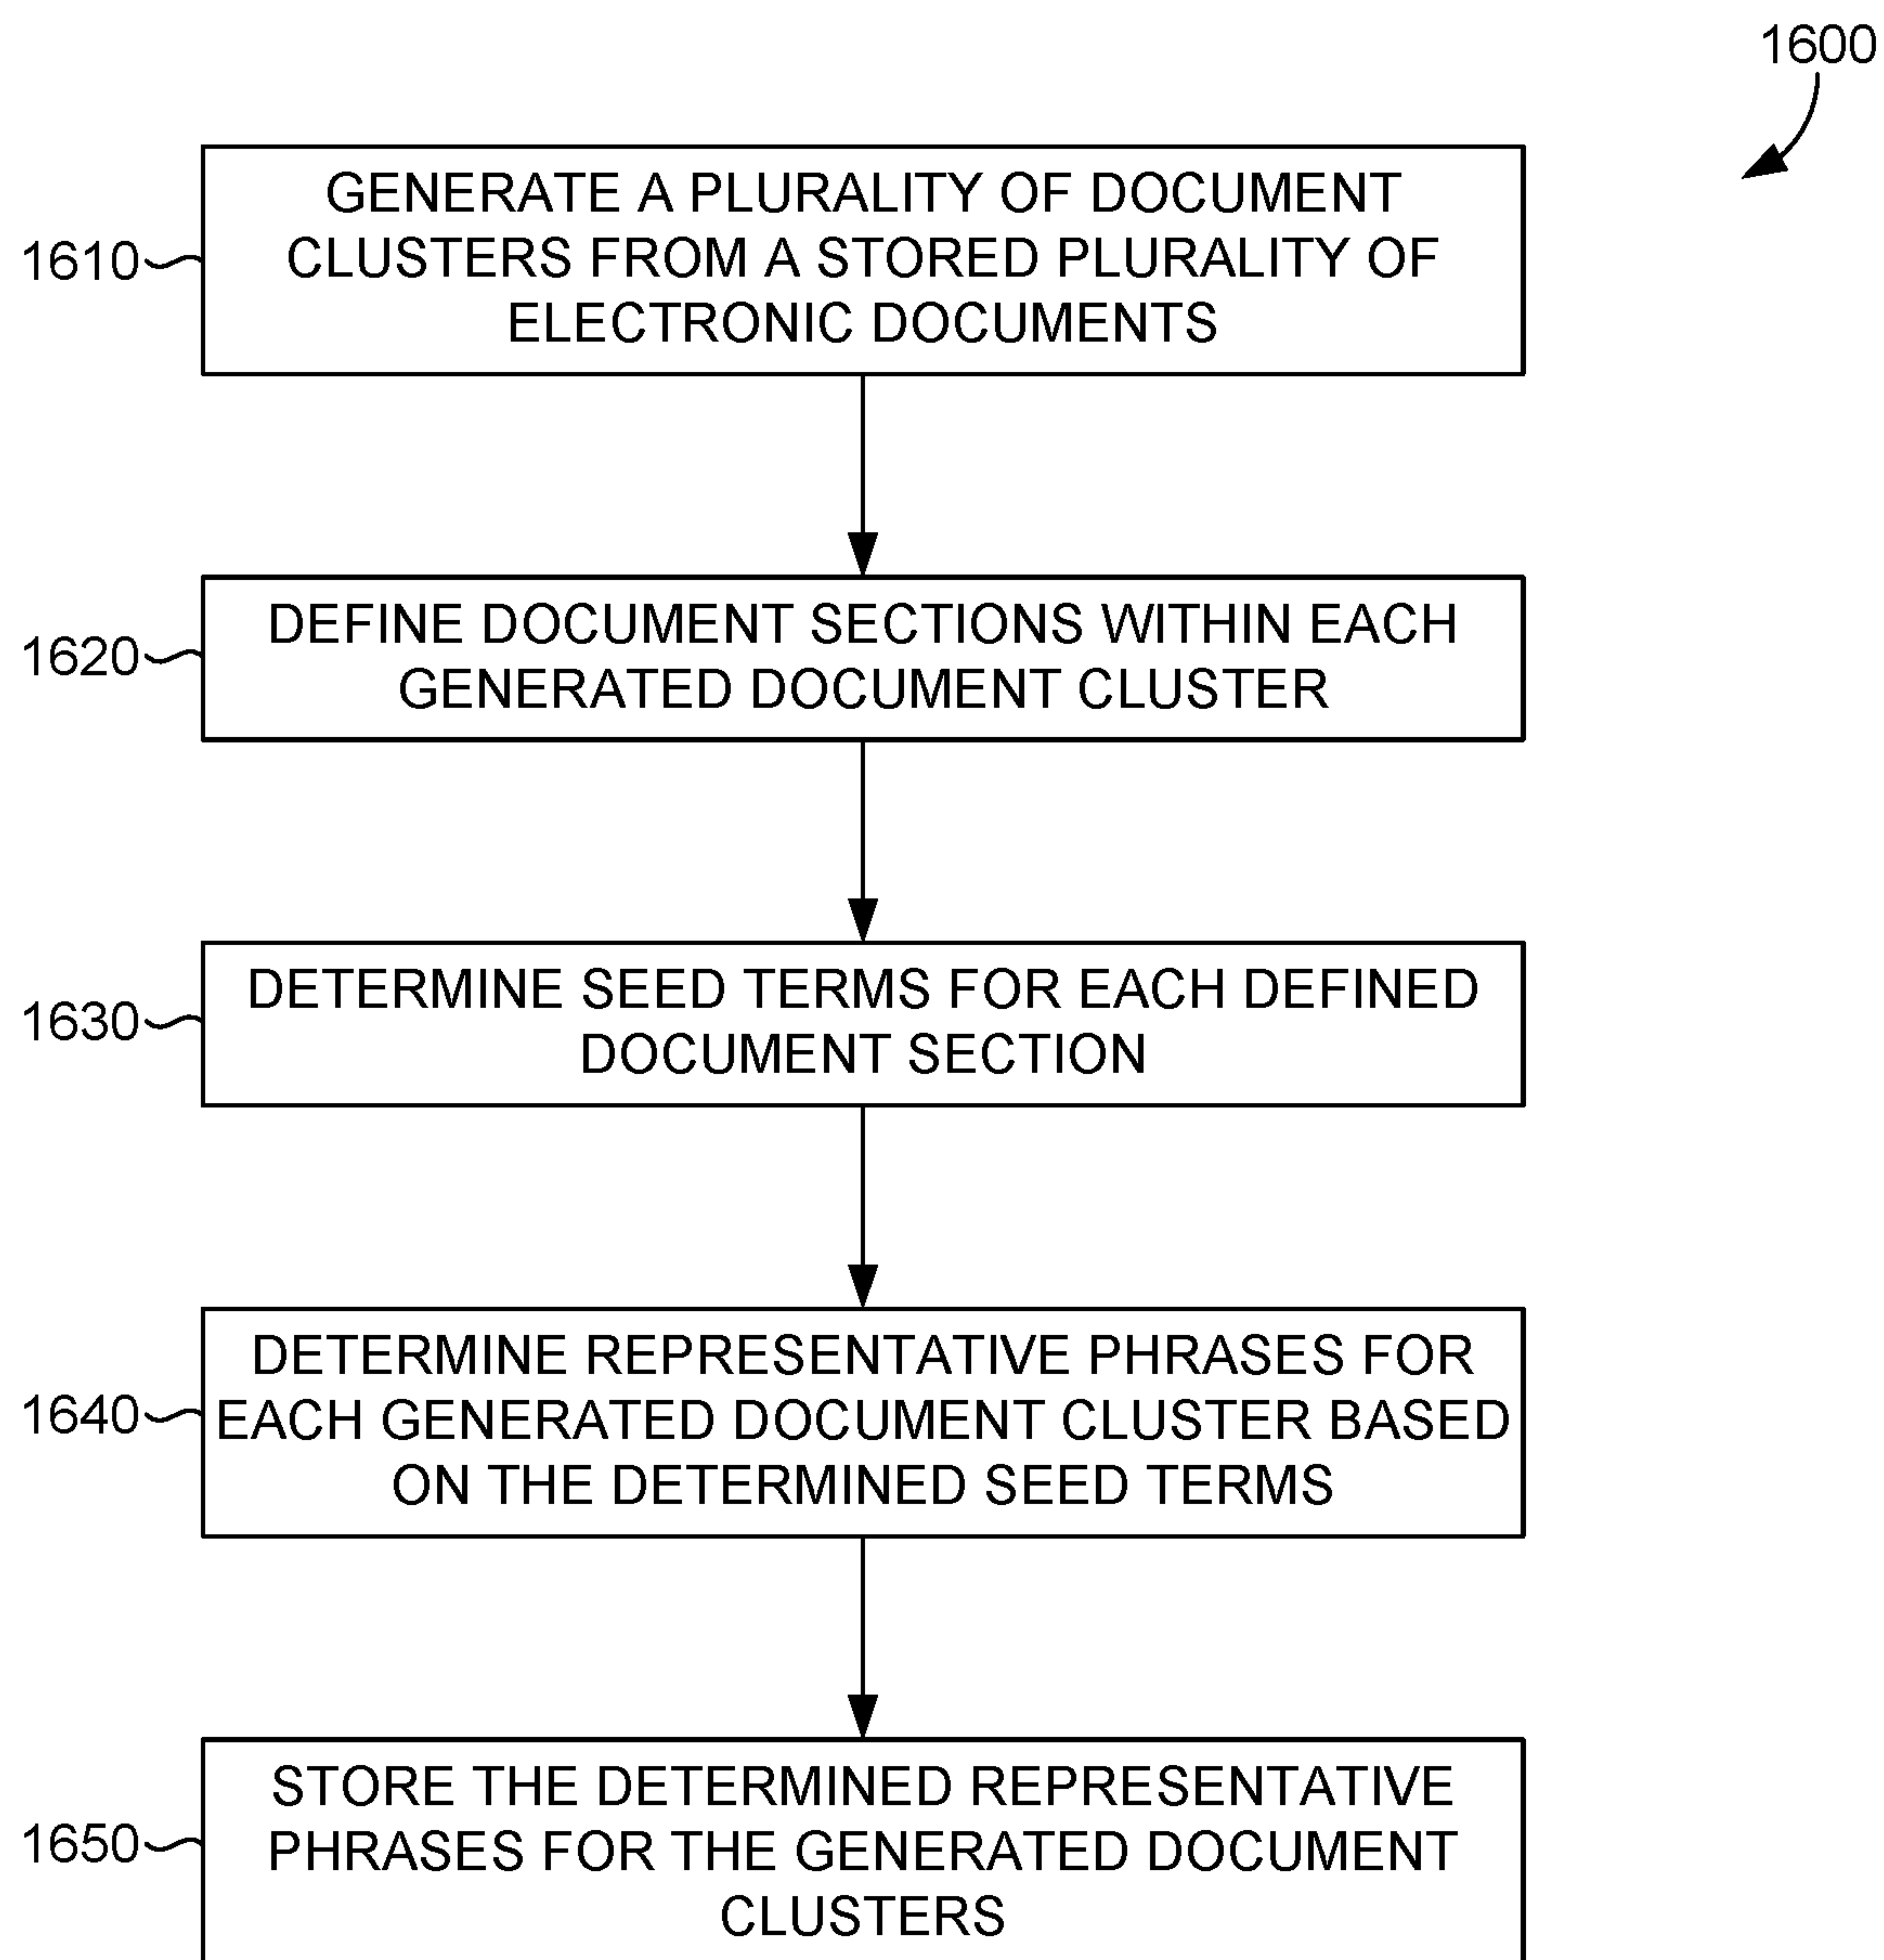 1600
GENERATE A PLURALITY OF DOCUMENT
CLUSTERS FROM A STORED PLURALITY OF
ELECTRONIC DOCUMENTS
1610
DEFINE DOCUMENT SECTIONS WITHIN EACH
GENERATED DOCUMENT CLUSTER
1620
DETERMINE SEED TERMS FOR EACH DEFINED
DOCUMENT SECTION
1630
DETERMINE REPRESENTATIVE PHRASES FOR
EACH GENERATED DOCUMENT CLUSTER BASED
ON THE DETERMINED SEED TERMS
1640
STORE THE DETERMINED REPRESENTATIVE
PHRASES FOR THE GENERATED DOCUMENT
CLUSTERS
1650